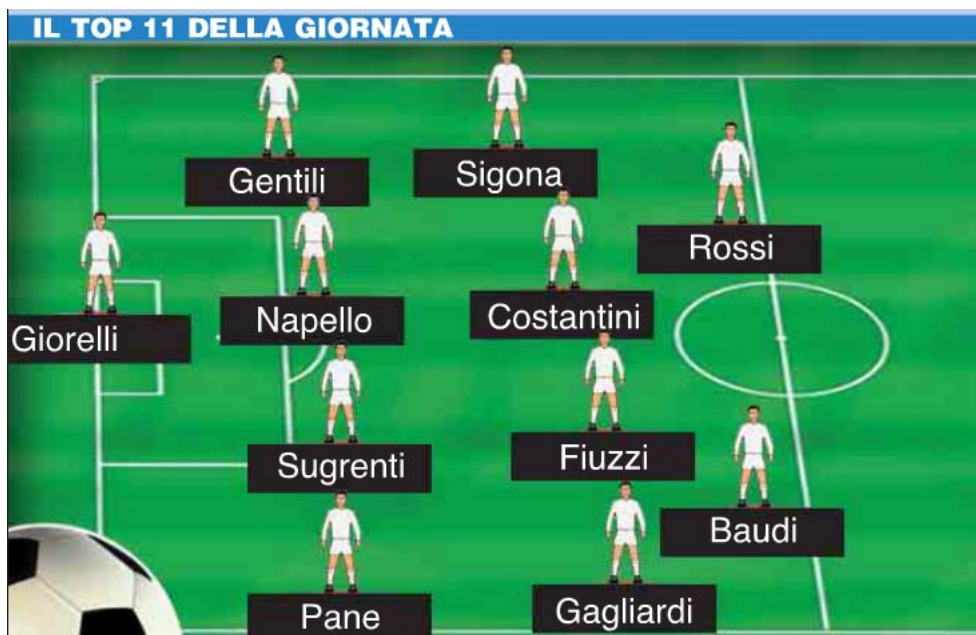 IL TOP 11 DELLA GIORNATA
Gentili
Sigona
Rossi
Giorelli
Napello
Costantini
Sugrenti
Fiuzzi
Baudi
Pane
Gagliardi